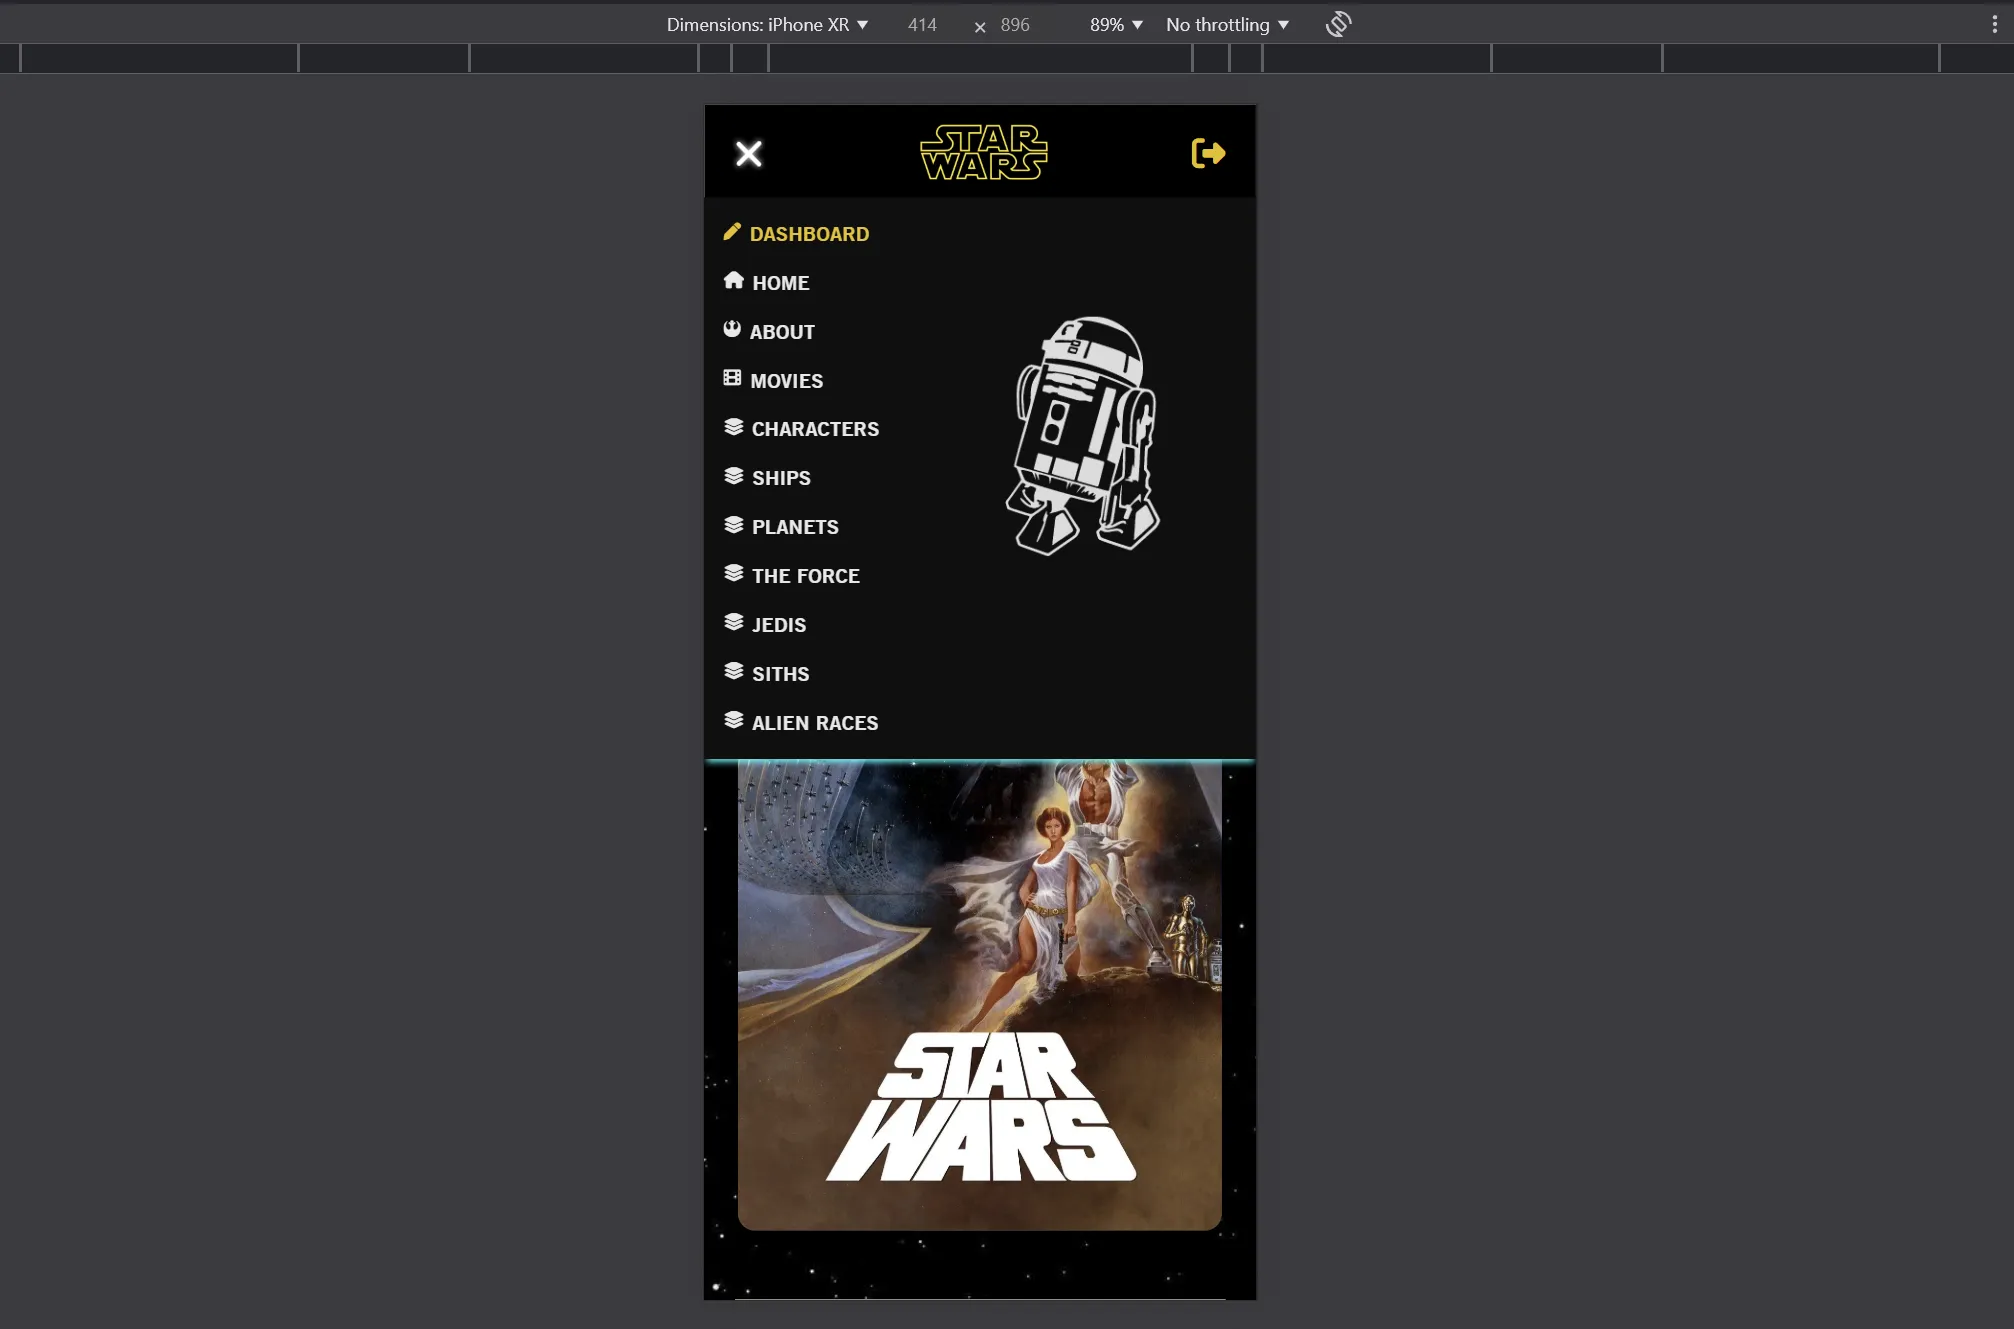 Dimensions: iPhone XR 414 × 896 89% No throttling
STAR
WARS
DASHBOARD
HOME
ABOUT
MOVIES
CHARACTERS
SHIPS
PLANETS
THE FORCE
JEDIS
SITHS
ALIEN RACES
STAR
WARS